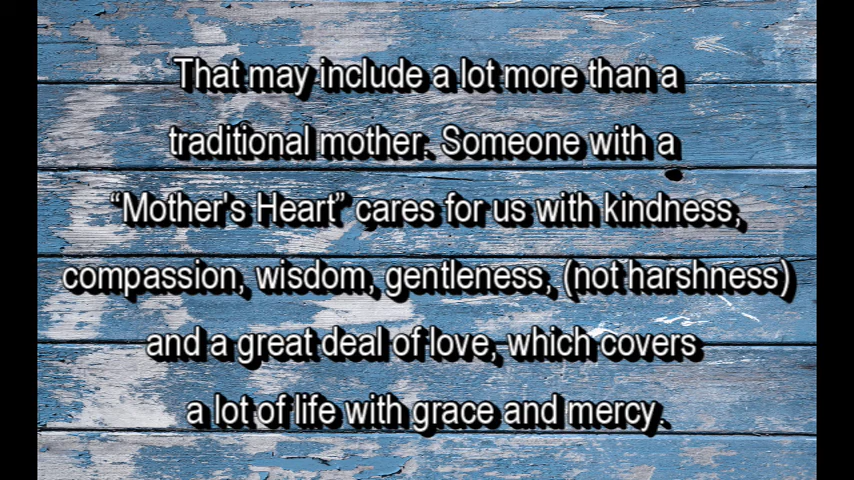 That may include a lot more than a
traditional mother. Someone with a
“Mother's Heart” cares for us with kindness,
compassion, wisdom, gentleness, (not harshness)
and a great deal of love, which covers
a lot of life with grace and mercy.